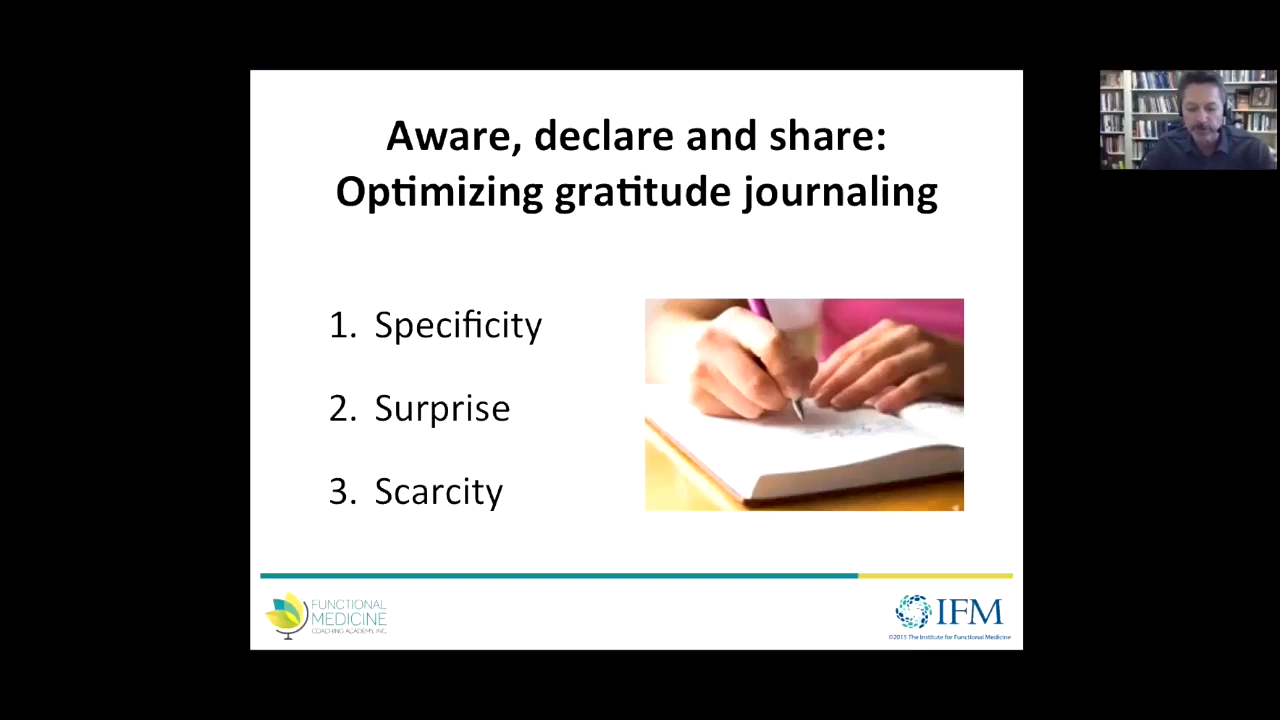 Aware, declare and share:
Optimizing gratitude journaling
1. Specificity
2. Surprise
3. Scarcity
FUNCTIONAL
MEDICINE
COACHING ACADEMY, INC.
IFM
©2015 The Institute for Functional Medicine